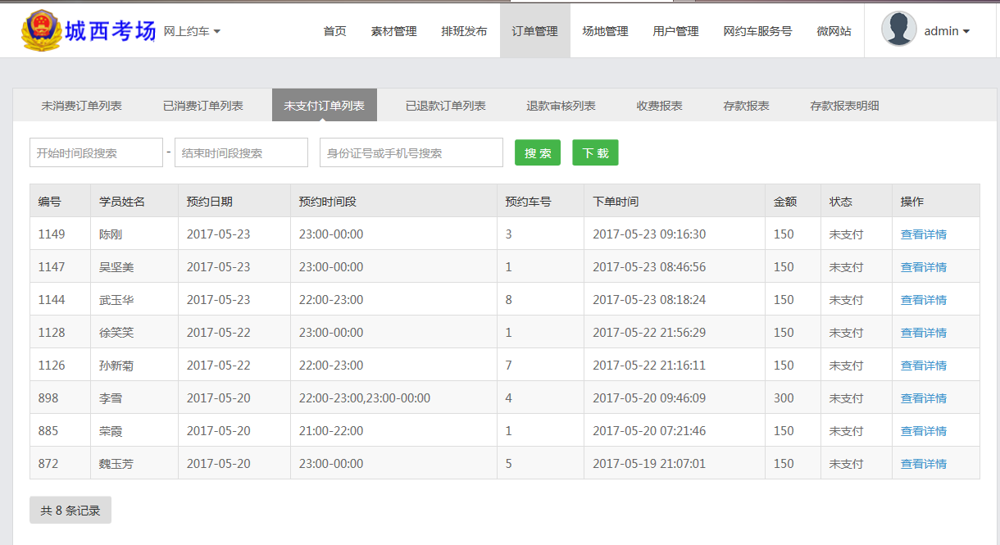 城西考场 网上约车 首页 素材管理 排班发布 订单管理 场地管理 用户管理 网约车服务号 微网站 admin
未消费订单列表 已消费订单列表 未支付订单列表 已退款订单列表 退款审核列表 收费报表 存款报表 存款报表明细
开始时间段搜索 - 结束时间段搜索 身份证号或手机号搜索 搜 索 下 载
编号 学员姓名 预约日期 预约时间段 预约车号 下单时间 金额 状态 操作
1149 陈刚 2017-05-23 23:00-00:00 3 2017-05-23 09:16:30 150 未支付 查看详情
1147 吴坚美 2017-05-23 23:00-00:00 1 2017-05-23 08:46:56 150 未支付 查看详情
1144 武玉华 2017-05-23 22:00-23:00 8 2017-05-23 08:18:24 150 未支付 查看详情
1128 徐笑笑 2017-05-22 23:00-00:00 1 2017-05-22 21:56:29 150 未支付 查看详情
1126 孙新菊 2017-05-22 22:00-23:00 7 2017-05-22 21:16:11 150 未支付 查看详情
898 李雪 2017-05-20 22:00-23:00,23:00-00:00 4 2017-05-20 09:46:09 300 未支付 查看详情
885 荣霞 2017-05-20 21:00-22:00 1 2017-05-20 07:21:46 150 未支付 查看详情
872 魏玉芳 2017-05-20 23:00-00:00 5 2017-05-19 21:07:01 150 未支付 查看详情
共 8 条记录